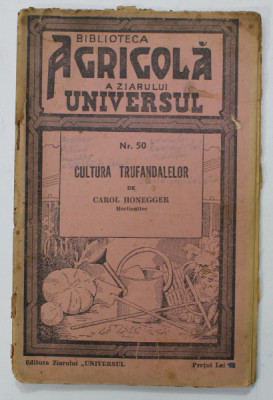 BIBLIOTECA
AGRICOLĂ
A ZIARULUI
UNIVERSUL
Nr. 50
CULTURA TRUFANDALELOR
DE
CAROL HONEGGER
Horticultor
Editura Ziarului „UNIVERSUL
Prețul Lei